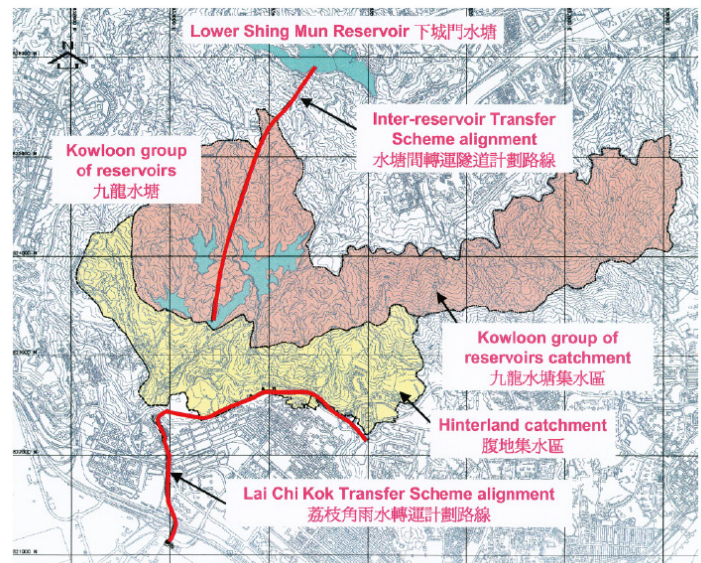 Lower Shing Mun Reservoir 下城門水塘
N
Inter-reservoir Transfer
Scheme alignment
水塘間轉運隧道計劃路線
Kowloon group
of reservoirs
九龍水塘
Kowloon group of
reservoirs catchment
九龍水塘集水區
Hinterland catchment
腹地集水區
Lai Chi Kok Transfer Scheme alignment
荔枝角雨水轉運計劃路線